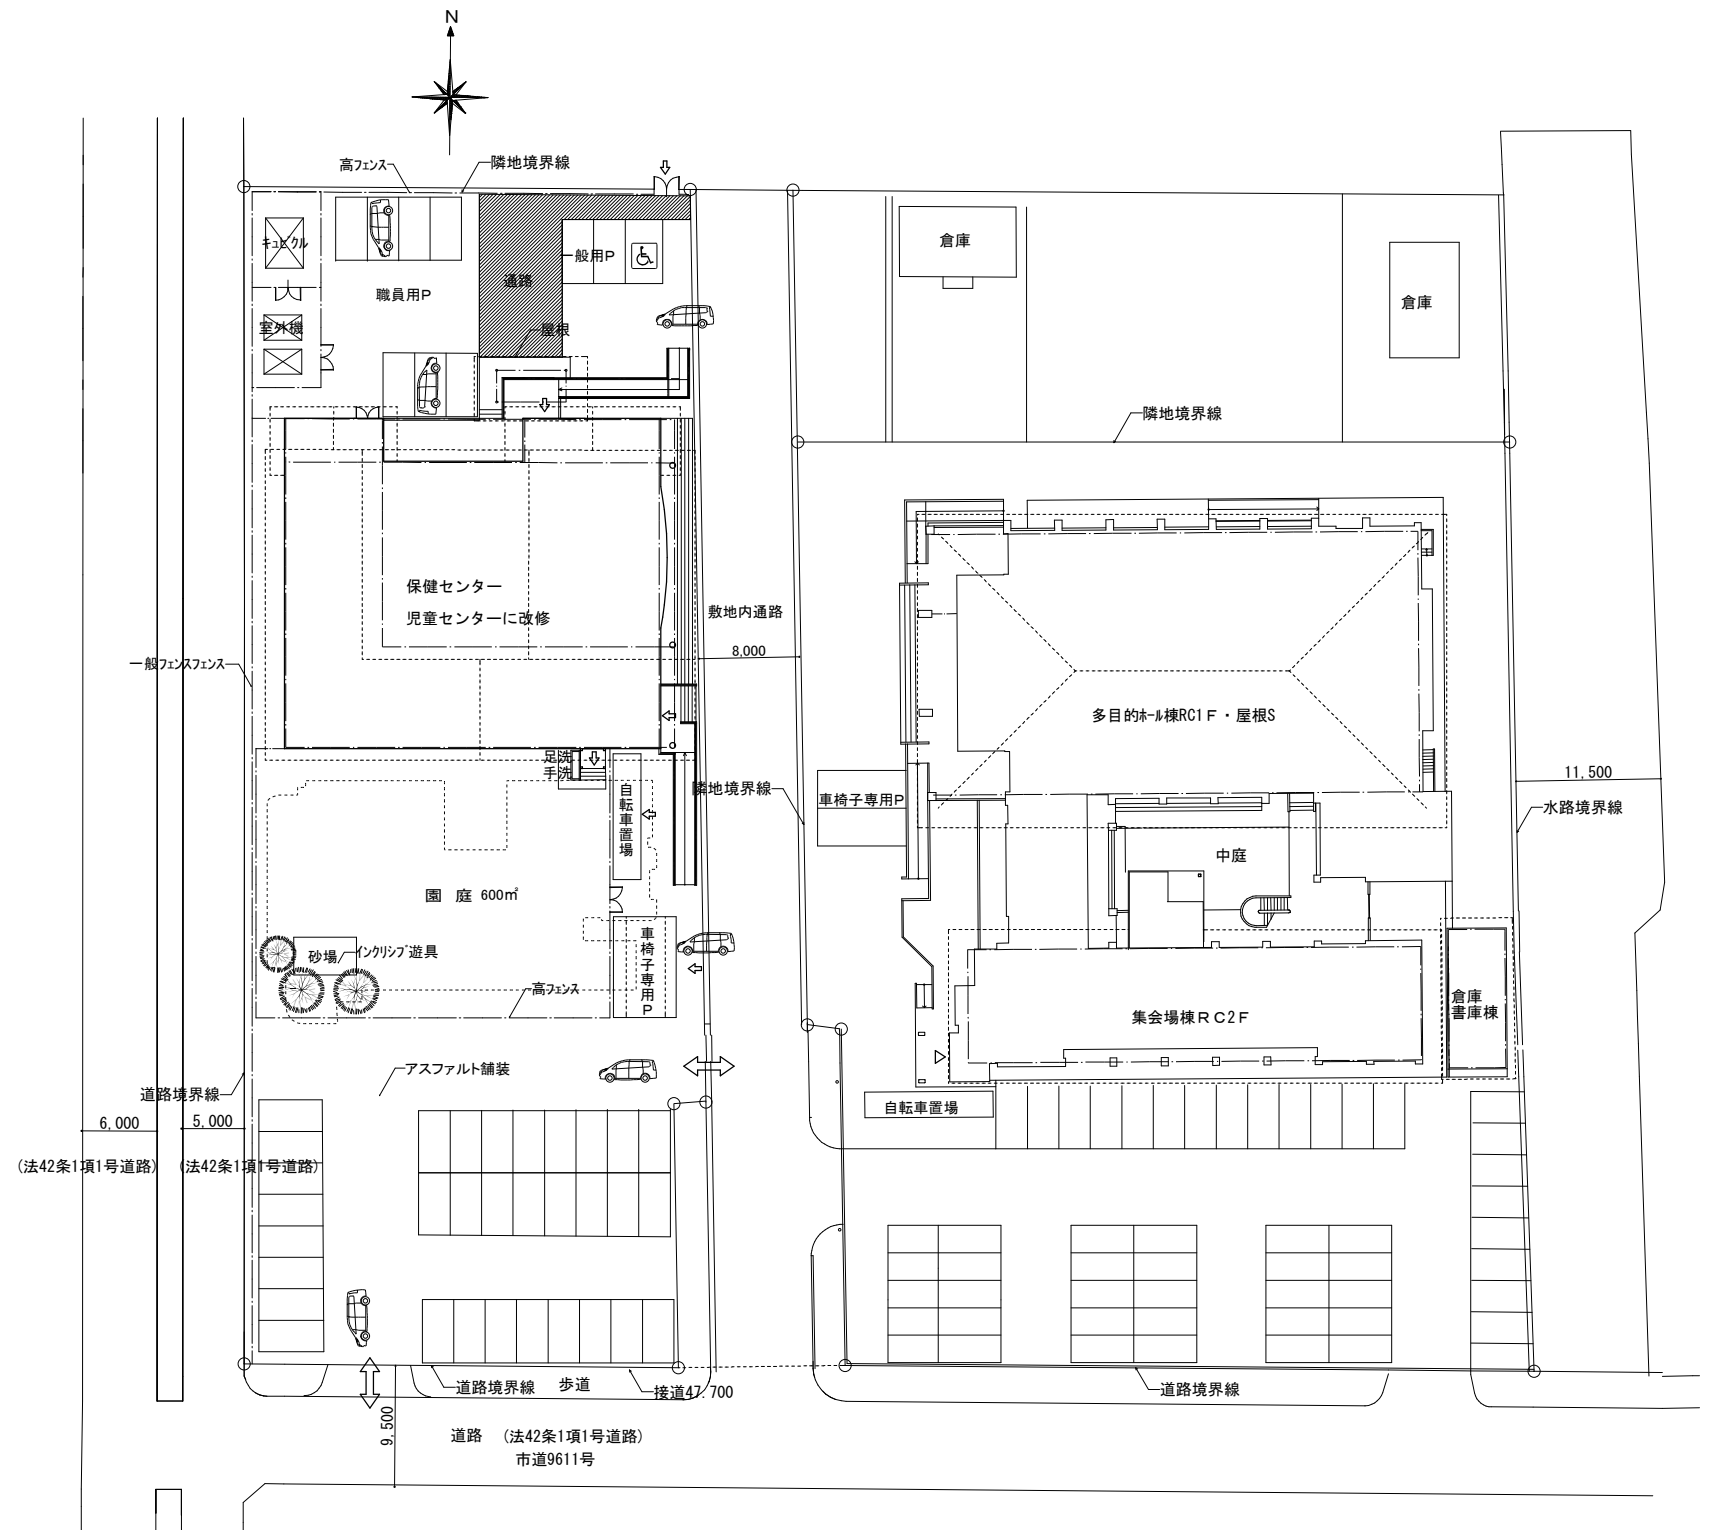 N
高フェンス
隣地境界線
キュビクル
一般用P
倉庫
通路
職員用P
倉庫
室外機
屋根
隣地境界線
保健センター
児童センターに改修
敷地内通路
8,000
一般フェンスフェンス
多目的ホール棟RC1F・屋根S
足洗
手洗
11,500
自転車置場
隣地境界線
車椅子専用P
水路境界線
中庭
園 庭 600㎡
車椅子専用P
砂場
インクリシブ遊具
高フェンス
倉庫
書庫棟
集会場棟RC2F
アスファルト舗装
道路境界線
自転車置場
6,000
5,000
(法42条1項1号道路)
(法42条1項1号道路)
道路境界線
歩道
接道47.700
道路境界線
9,500
道路 (法42条1項1号道路)
市道9611号